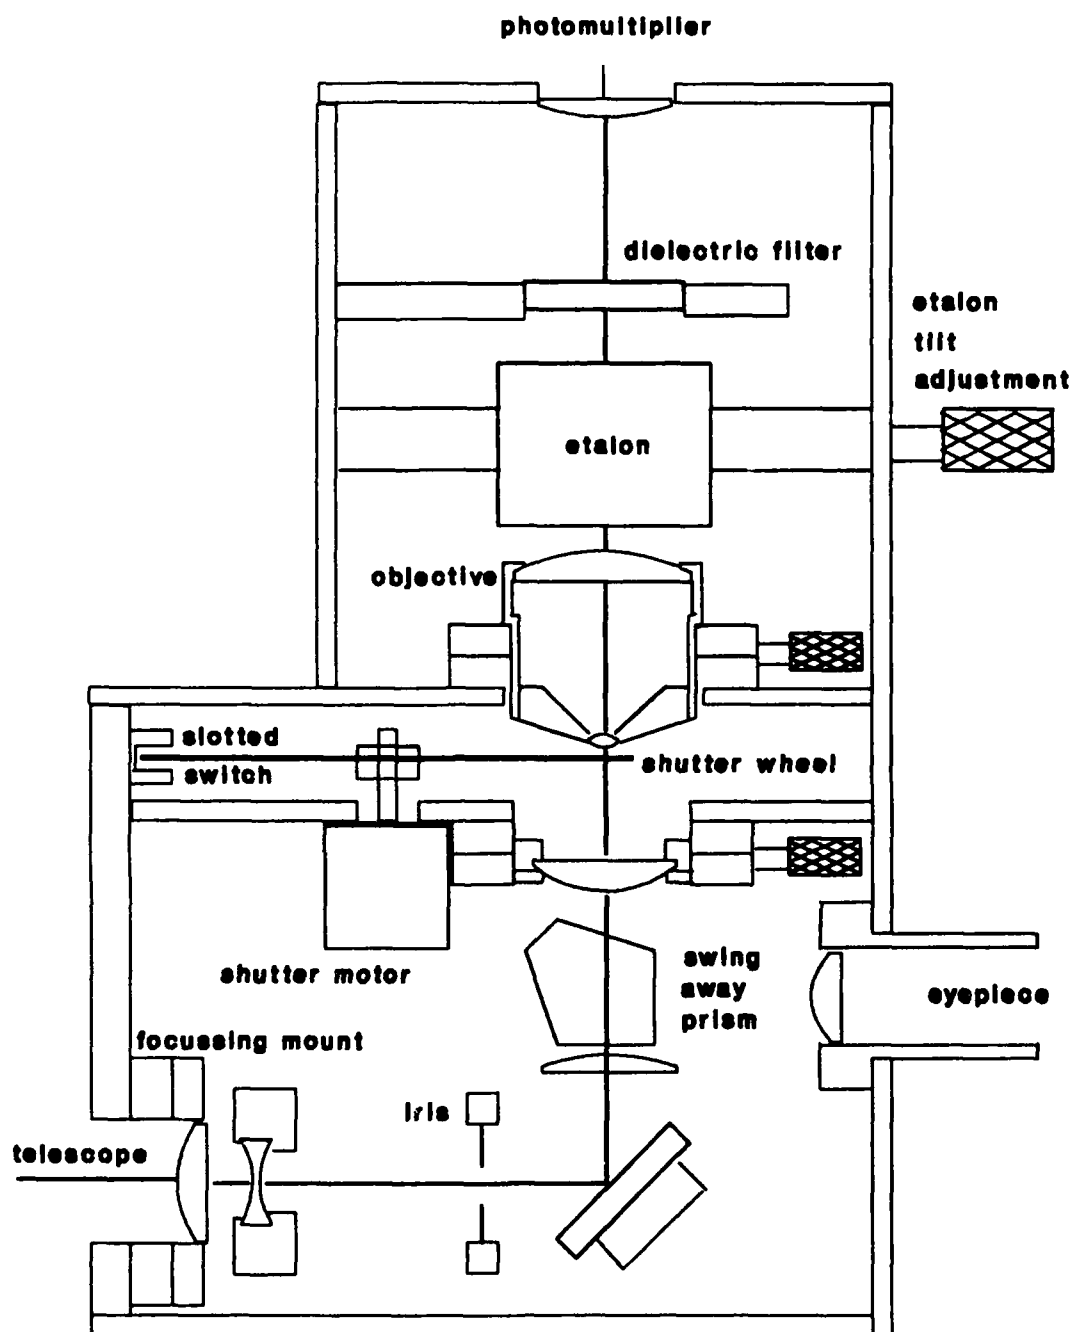 photomultiplier
dielectric filter
etalon
tilt
adjustment
etalon
objective
slotted
switch
shutter wheel
shutter motor
swing
away
prism
eyepiece
focussing mount
iris
telescope